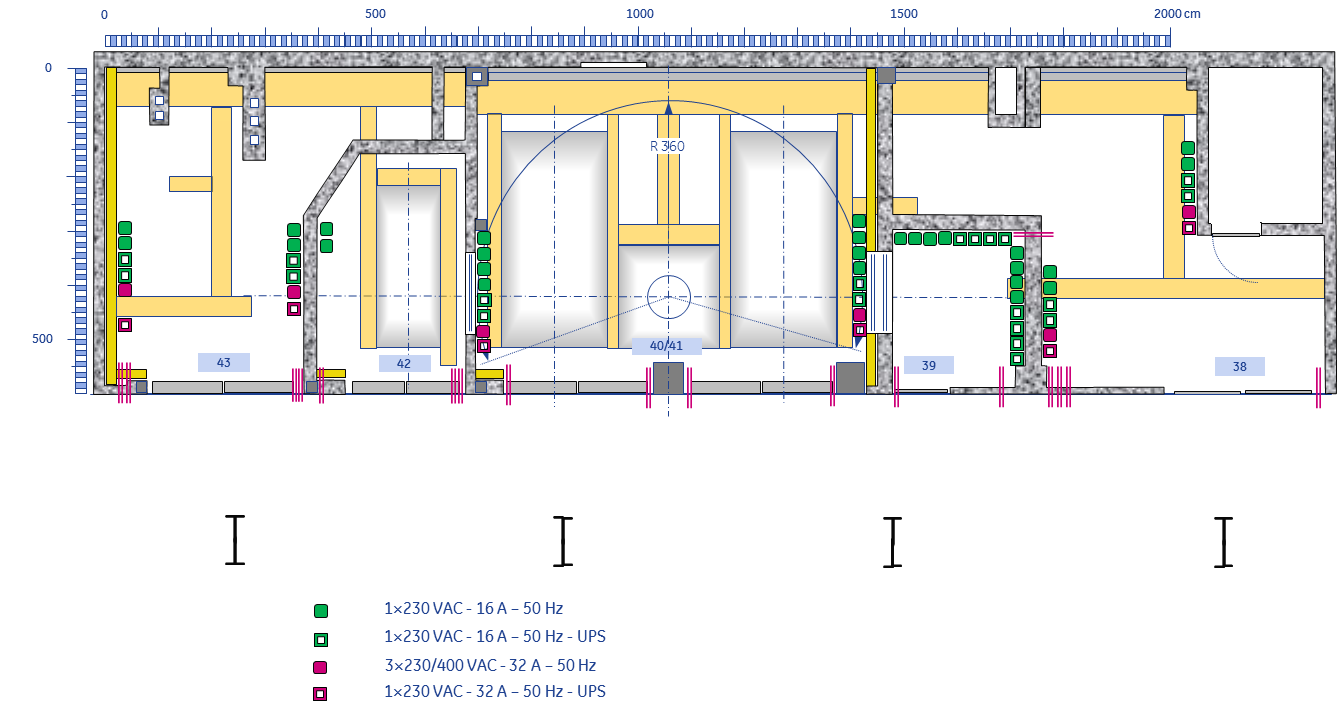 0 500 1000 1500 2000 cm
0
R 360
500
43 42 40/41 39 38
1×230 VAC - 16 A – 50 Hz
1×230 VAC - 16 A – 50 Hz - UPS
3×230/400 VAC - 32 A – 50 Hz
1×230 VAC - 32 A – 50 Hz - UPS